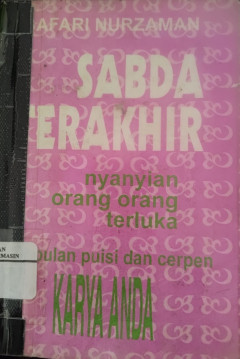 AFARI NURZAMAN
SABDA
TERAKHIR
nyanyian
orang orang
terluka
pulan puisi dan cerpen
KARYA ANDA